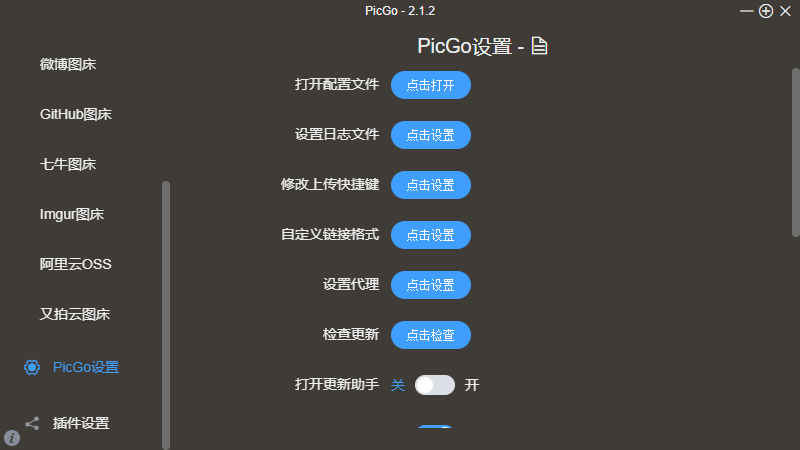 PicGo - 2.1.2
微博图床
GitHub图床
七牛图床
Imgur图床
阿里云OSS
又拍云图床
PicGo设置
插件设置
PicGo设置 -
打开配置文件 点击打开
设置日志文件 点击设置
修改上传快捷键 点击设置
自定义链接格式 点击设置
设置代理 点击设置
检查更新 点击检查
打开更新助手 关 开